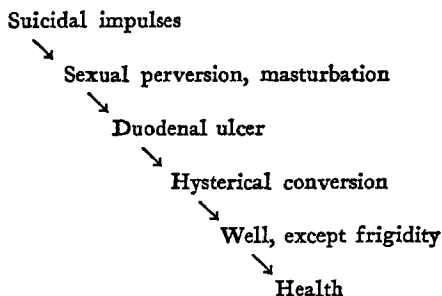 Suicidal impulses
Sexual perversion, masturbation
Duodenal ulcer
Hysterical conversion
Well, except frigidity
Health